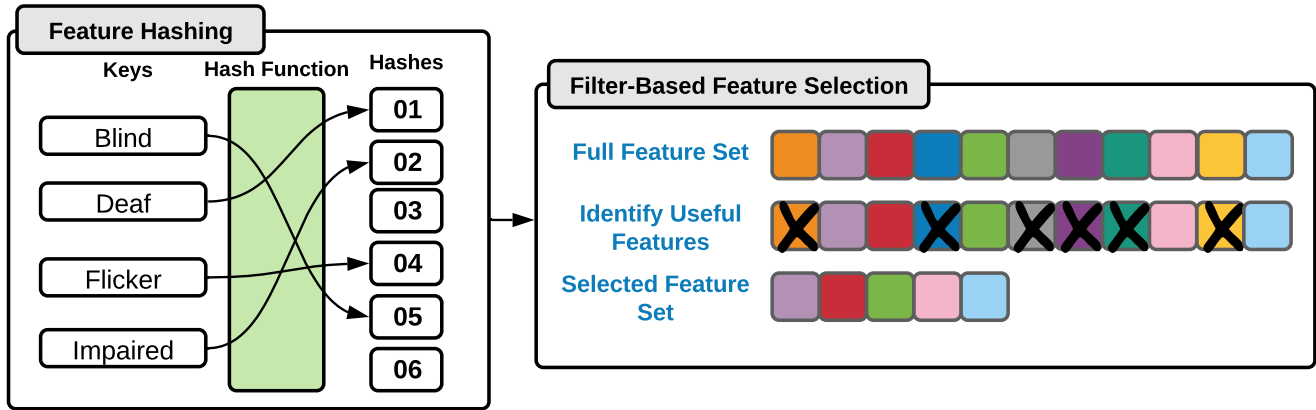 Feature Hashing
Keys
Hash Function
Hashes
Blind
Deaf
Flicker
Impaired
01
02
03
04
05
06
Filter-Based Feature Selection
Full Feature Set
Identify Useful
Features
Selected Feature
Set